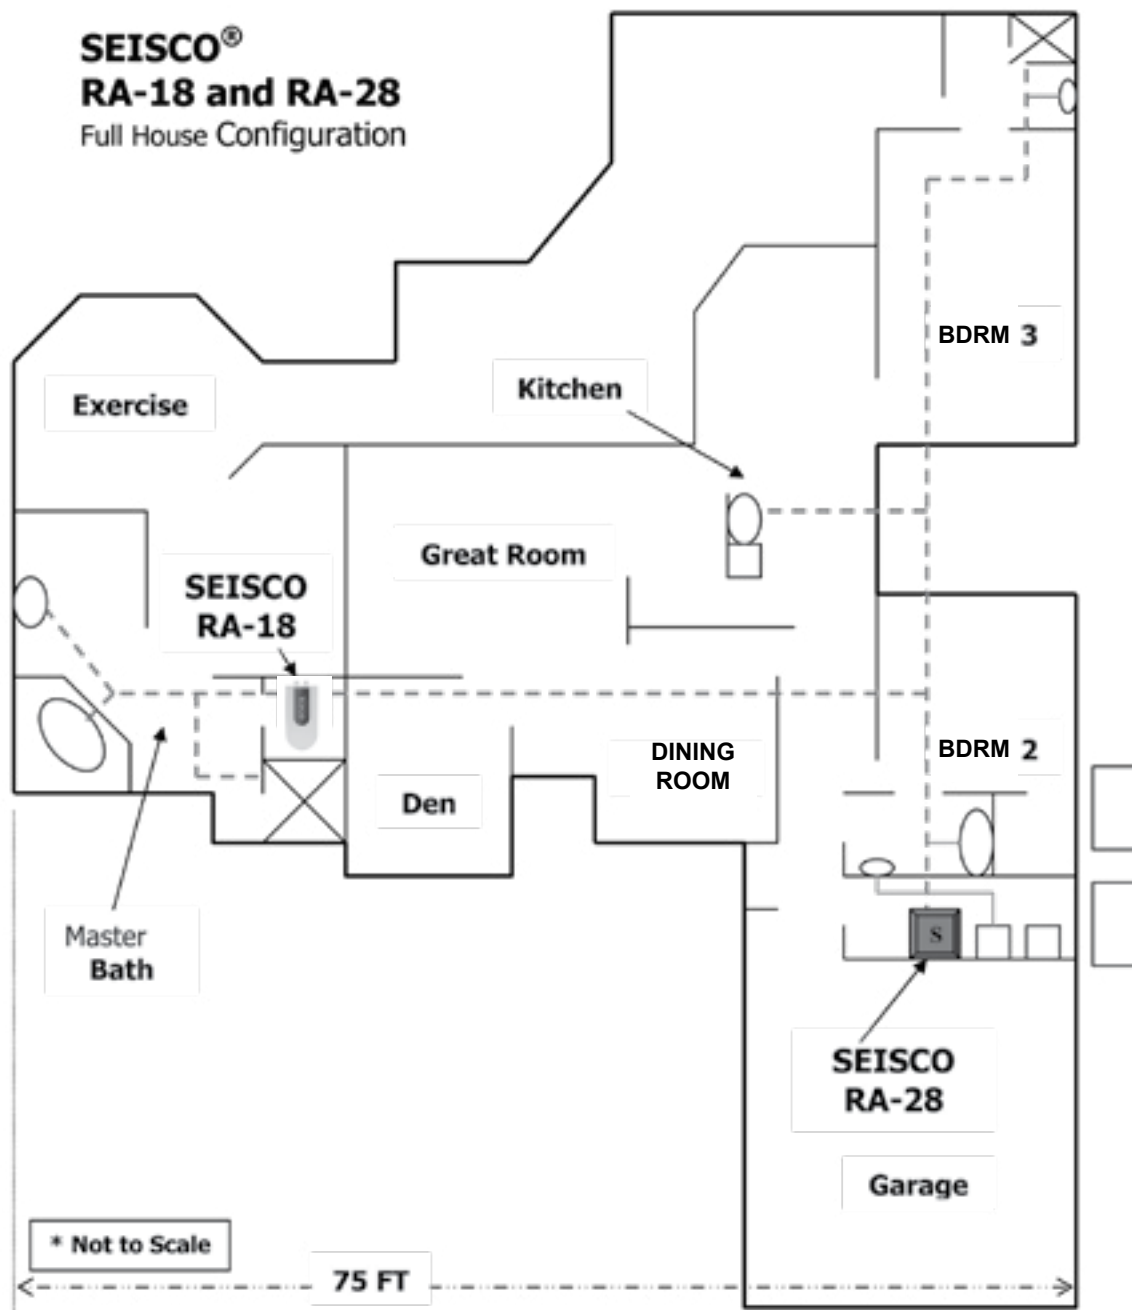 SEISCO®
RA-18 and RA-28
Full House Configuration
BDRM 3
Kitchen
Exercise
Great Room
SEISCO
RA-18
DINING
ROOM
BDRM 2
Den
Master
Bath
S
SEISCO
RA-28
Garage
* Not to Scale
75 FT